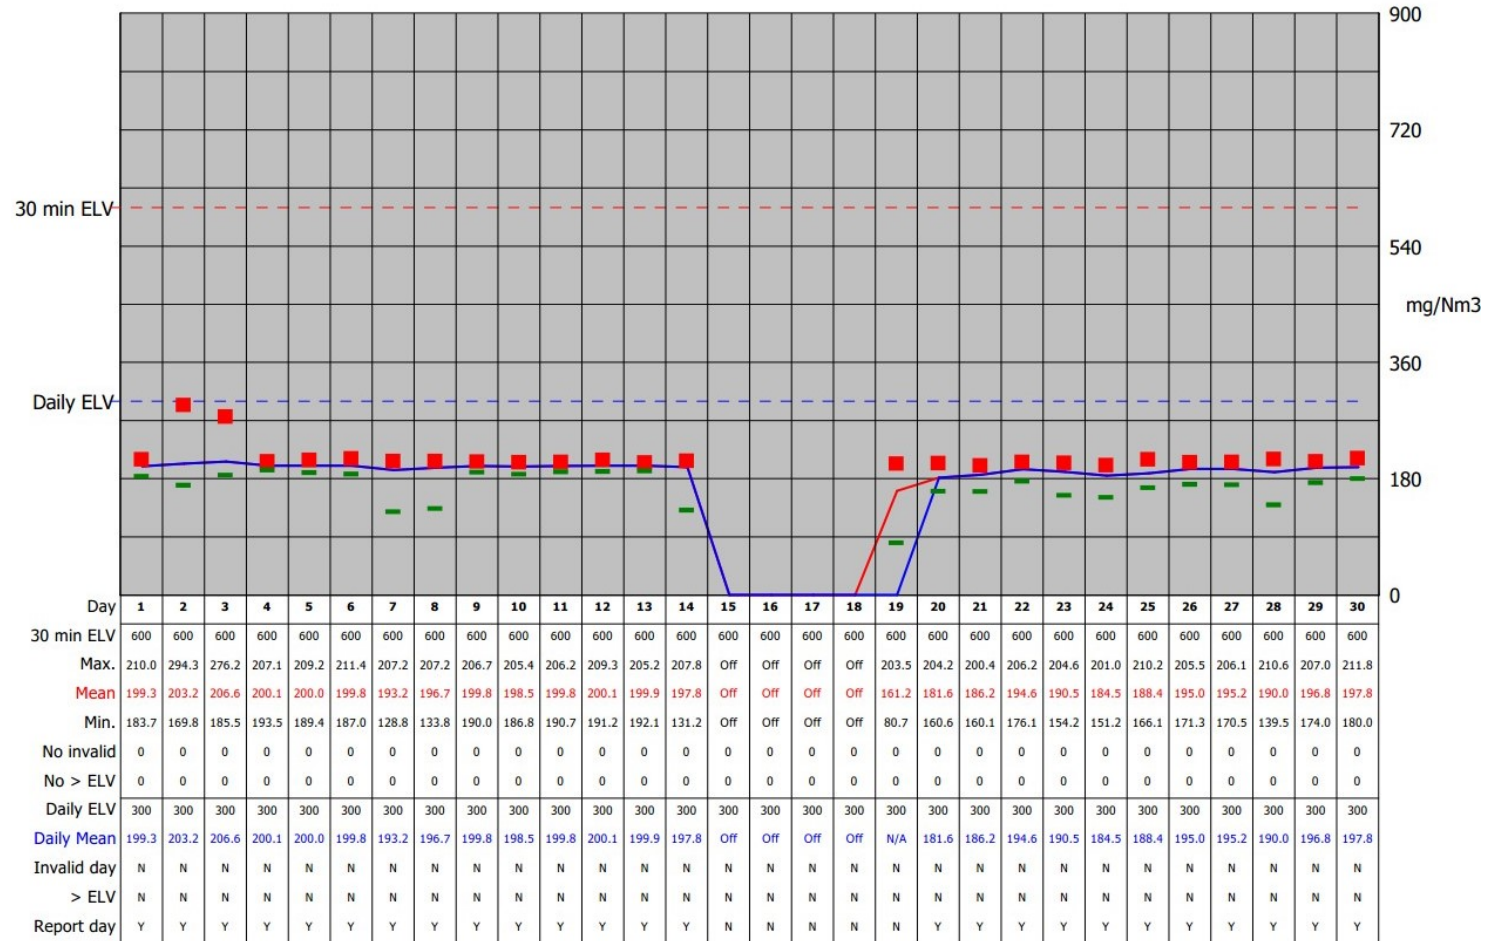 900
720
30 min ELV
540
mg/Nm3
360
Daily ELV
180
0
Day 1 2 3 4 5 6 7 8 9 10 11 12 13 14 15 16 17 18 19 20 21 22 23 24 25 26 27 28 29 30
30 min ELV 600 600 600 600 600 600 600 600 600 600 600 600 600 600 600 600 600 600 600 600 600 600 600 600 600 600 600 600 600 600
Max. 210.0 294.3 276.2 207.1 209.2 211.4 207.2 207.2 206.7 205.4 206.2 209.3 205.2 207.8 Off Off Off Off 203.5 204.2 200.4 206.2 204.6 201.0 210.2 205.5 206.1 210.6 207.0 211.8
Mean 199.3 203.2 206.6 200.1 200.0 199.8 193.2 196.7 199.8 198.5 199.8 200.1 199.9 197.8 Off Off Off Off 161.2 181.6 186.2 194.6 190.5 184.5 188.4 195.0 195.2 190.0 196.8 197.8
Min. 183.7 169.8 185.5 193.5 189.4 187.0 128.8 133.8 190.0 186.8 190.7 191.2 192.1 131.2 Off Off Off Off 80.7 160.6 160.1 176.1 154.2 151.2 166.1 171.3 170.5 139.5 174.0 180.0
No invalid 0 0 0 0 0 0 0 0 0 0 0 0 0 0 0 0 0 0 0 0 0 0 0 0 0 0 0 0 0 0
No > ELV 0 0 0 0 0 0 0 0 0 0 0 0 0 0 0 0 0 0 0 0 0 0 0 0 0 0 0 0 0 0
Daily ELV 300 300 300 300 300 300 300 300 300 300 300 300 300 300 300 300 300 300 300 300 300 300 300 300 300 300 300 300 300 300
Daily Mean 199.3 203.2 206.6 200.1 200.0 199.8 193.2 196.7 199.8 198.5 199.8 200.1 199.9 197.8 Off Off Off Off N/A 181.6 186.2 194.6 190.5 184.5 188.4 195.0 195.2 190.0 196.8 197.8
Invalid day N N N N N N N N N N N N N N N N N N N N N N N N N N N N N N
> ELV N N N N N N N N N N N N N N N N N N N N N N N N N N N N N N
Report day Y Y Y Y Y Y Y Y Y Y Y Y Y Y N N N N N Y Y Y Y Y Y Y Y Y Y Y